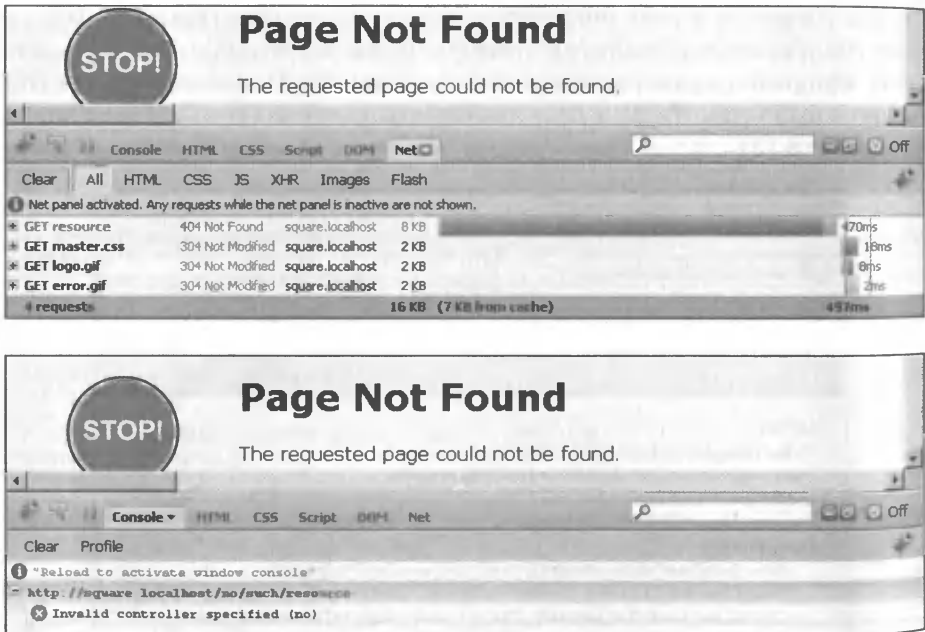 Page Not Found
STOP!
The requested page could not be found.
Console HTML CSS Script DOM Net Off
Clear All HTML CSS JS XHR Images Flash
Net panel activated. Any requests while the net panel is inactive are not shown.
GET resource 404 Not Found square.localhost 8 KB 470ms
GET master.css 304 Not Modified square.localhost 2 KB 16ms
GET logo.gif 304 Not Modified square.localhost 2 KB 8ms
GET error.gif 304 Not Modified square.localhost 2 KB 2ms
4 requests 16 KB (7 KB from cache) 497ms
Page Not Found
STOP!
The requested page could not be found.
Console HTML CSS Script DOM Net Off
Clear Profile
"Reload to activate window console"
http://square localhost/no/such/resource
Invalid controller specified (no)